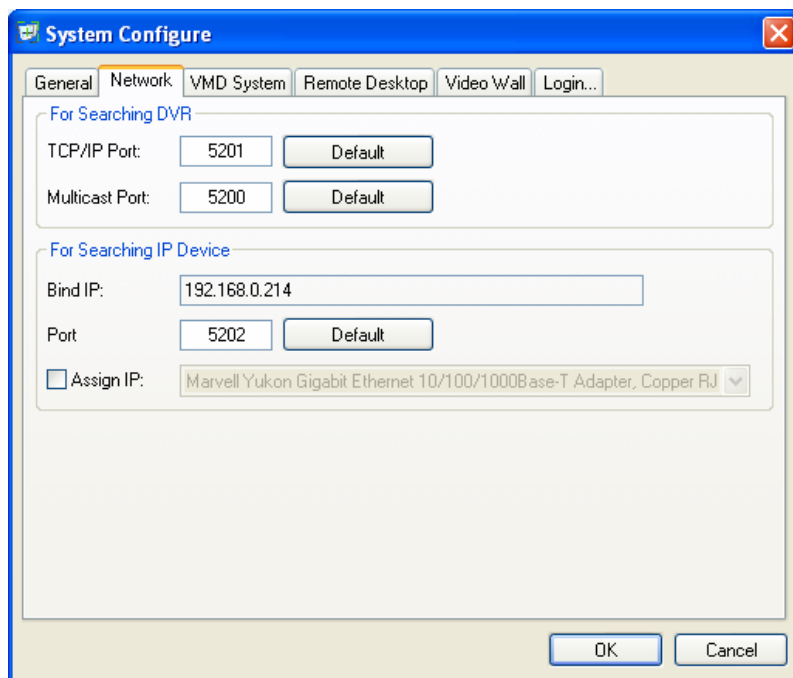 System Configure
General Network VMD System Remote Desktop Video Wall Login...
For Searching DVR
TCP/IP Port: 5201 Default
Multicast Port: 5200 Default
For Searching IP Device
Bind IP: 192.168.0.214
Port 5202 Default
Assign IP: Marvell Yukon Gigabit Ethernet 10/100/1000Base-T Adapter, Copper RJ
OK Cancel